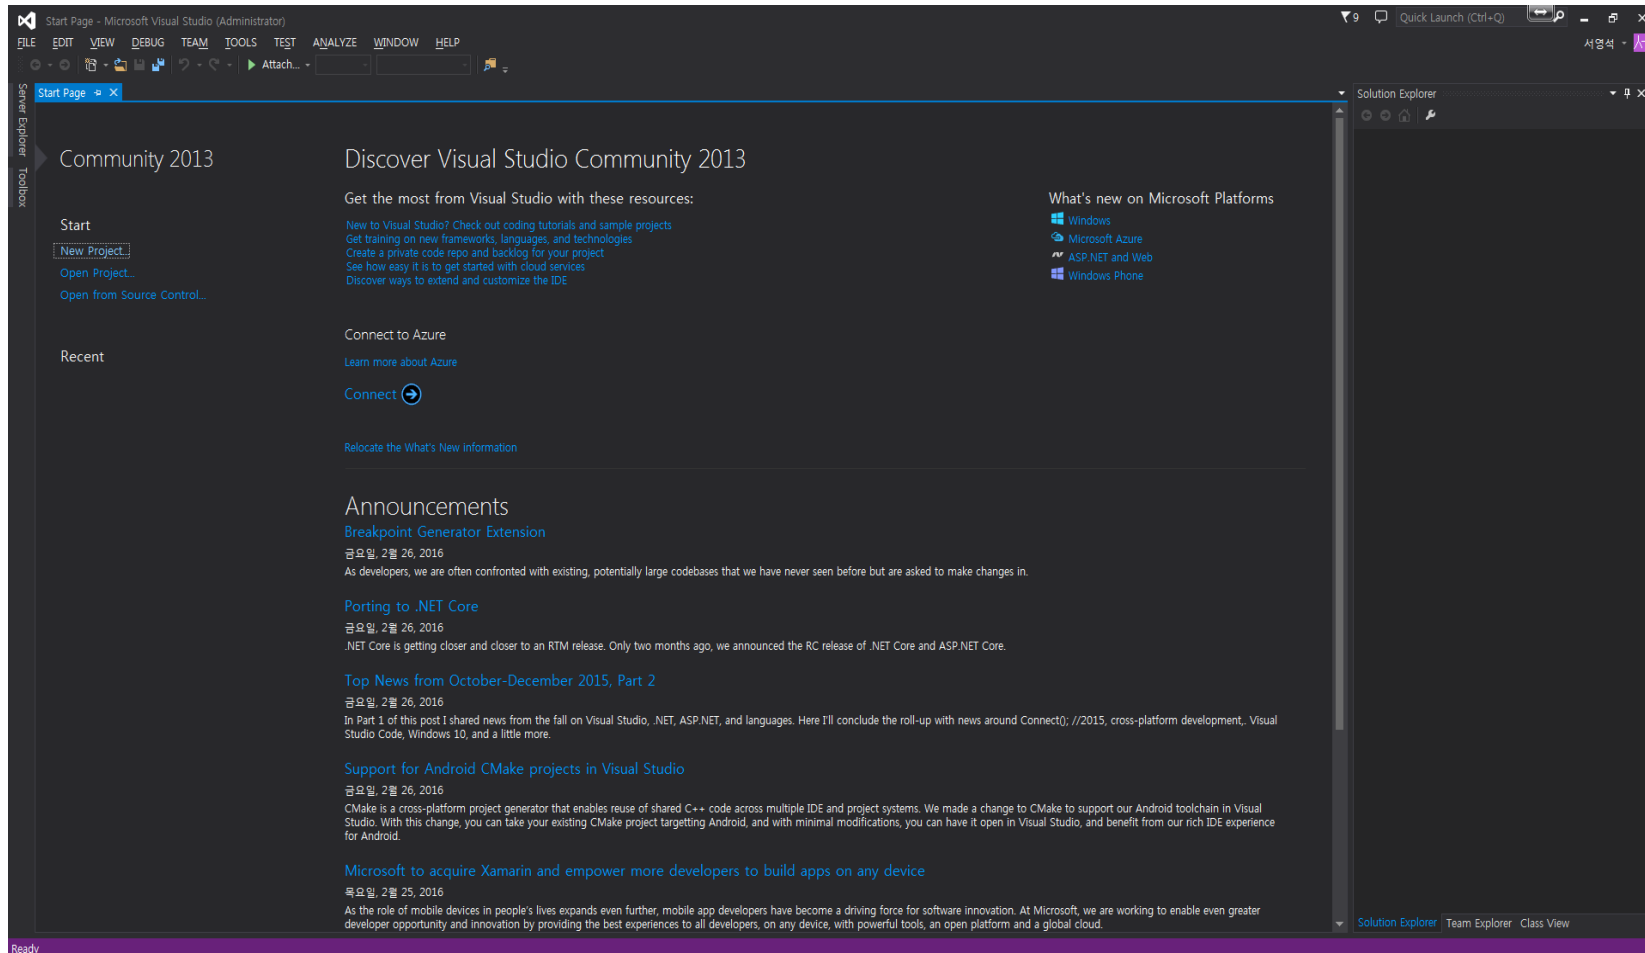 Start Page - Microsoft Visual Studio (Administrator)
9
Quick Launch (Ctrl+Q)
FILE EDIT VIEW DEBUG TEAM TOOLS TEST ANALYZE WINDOW HELP
서영석
Attach...
Server Explorer
Toolbox
Start Page
Community 2013
Start
New Project...
Open Project...
Open from Source Control...
Recent
Discover Visual Studio Community 2013
Get the most from Visual Studio with these resources:
New to Visual Studio? Check out coding tutorials and sample projects
Get training on new frameworks, languages, and technologies
Create a private code repo and backlog for your project
See how easy it is to get started with cloud services
Discover ways to extend and customize the IDE
What's new on Microsoft Platforms
Windows
Microsoft Azure
ASP.NET and Web
Windows Phone
Connect to Azure
Learn more about Azure
Connect
Relocate the What's New information
Announcements
Breakpoint Generator Extension
금요일, 2월 26, 2016
As developers, we are often confronted with existing, potentially large codebases that we have never seen before but are asked to make changes in.
Porting to .NET Core
금요일, 2월 26, 2016
.NET Core is getting closer and closer to an RTM release. Only two months ago, we announced the RC release of .NET Core and ASP.NET Core.
Top News from October-December 2015, Part 2
금요일, 2월 26, 2016
In Part 1 of this post I shared news from the fall on Visual Studio, .NET, ASP.NET, and languages. Here I'll conclude the roll-up with news around Connect(); //2015, cross-platform development,. Visual
Studio Code, Windows 10, and a little more.
Support for Android CMake projects in Visual Studio
금요일, 2월 26, 2016
CMake is a cross-platform project generator that enables reuse of shared C++ code across multiple IDE and project systems. We made a change to CMake to support our Android toolchain in Visual
Studio. With this change, you can take your existing CMake project targetting Android, and with minimal modifications, you can have it open in Visual Studio, and benefit from our rich IDE experience
for Android.
Microsoft to acquire Xamarin and empower more developers to build apps on any device
목요일, 2월 25, 2016
As the role of mobile devices in people's lives expands even further, mobile app developers have become a driving force for software innovation. At Microsoft, we are working to enable even greater
developer opportunity and innovation by providing the best experiences to all developers, on any device, with powerful tools, an open platform and a global cloud.
Solution Explorer
Solution Explorer Team Explorer Class View
Ready